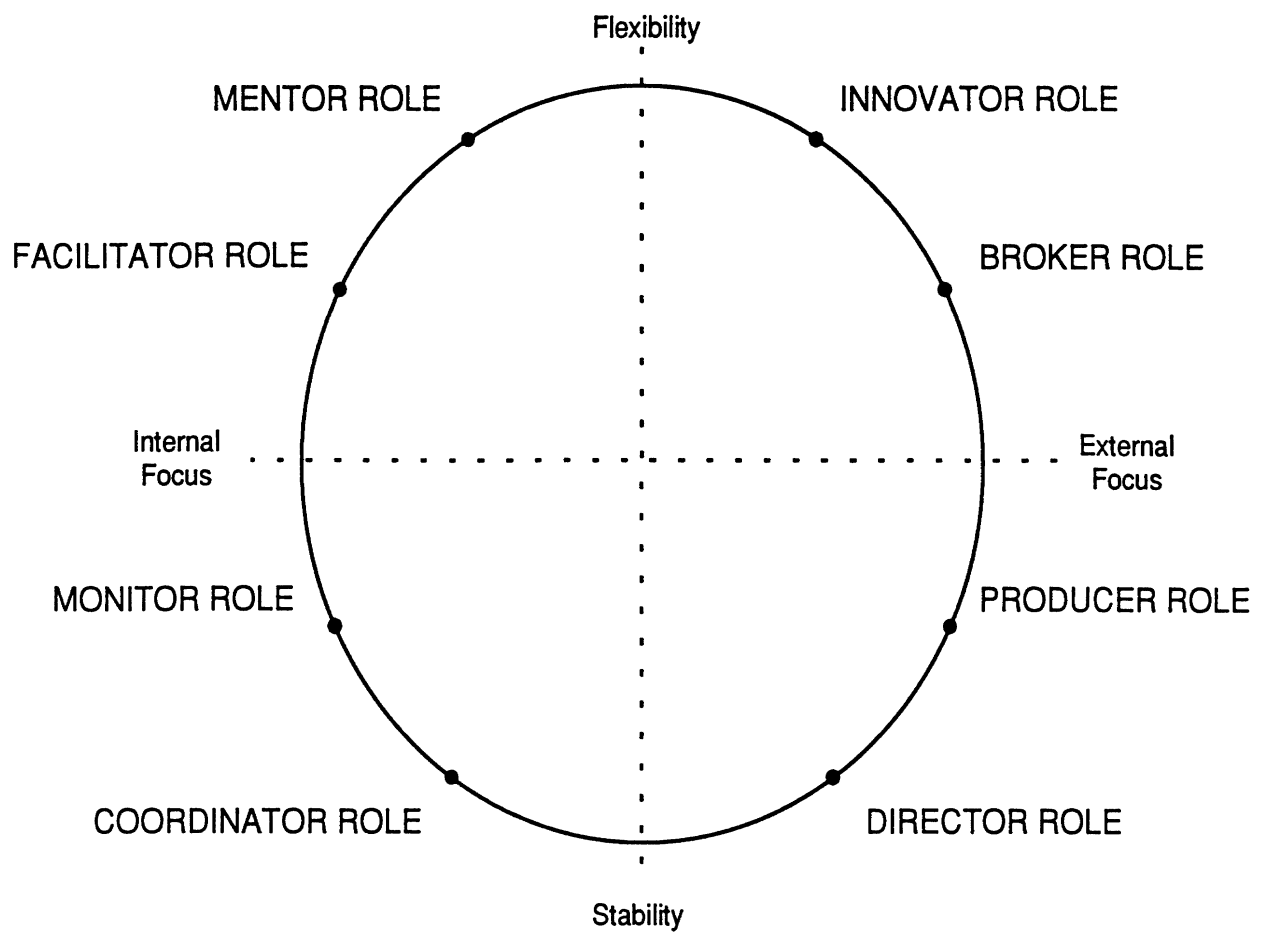 Flexibility
MENTOR ROLE
INNOVATOR ROLE
FACILITATOR ROLE
BROKER ROLE
Internal
Focus
External
Focus
MONITOR ROLE
PRODUCER ROLE
COORDINATOR ROLE
DIRECTOR ROLE
Stability